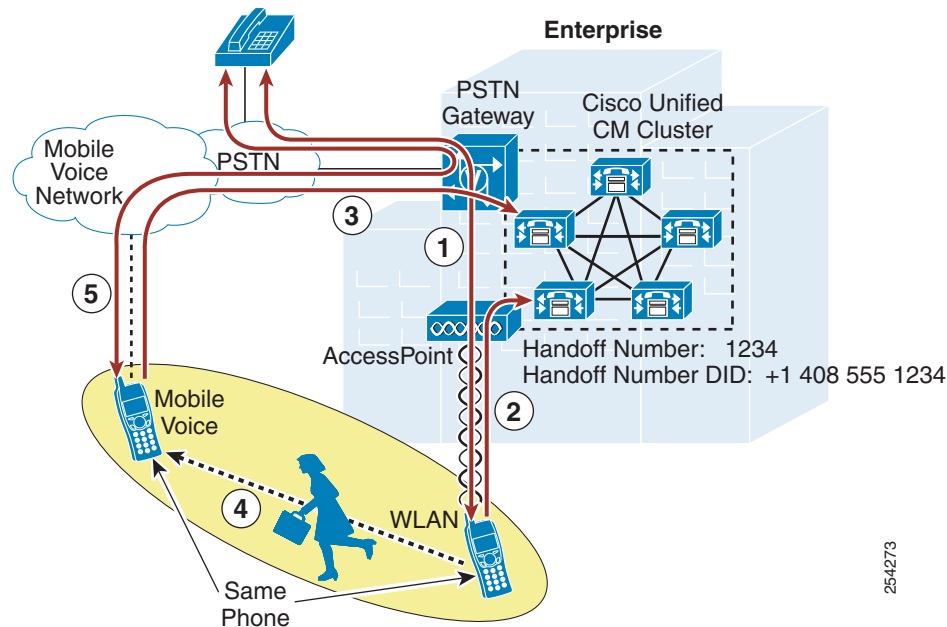 Enterprise
PSTN
Gateway
Cisco Unified
CM Cluster
Mobile
Voice
Network
PSTN
V
3
1
5
AccessPoint
Handoff Number: 1234
Handoff Number DID: +1 408 555 1234
2
Mobile
Voice
4
WLAN
Same
Phone
254273